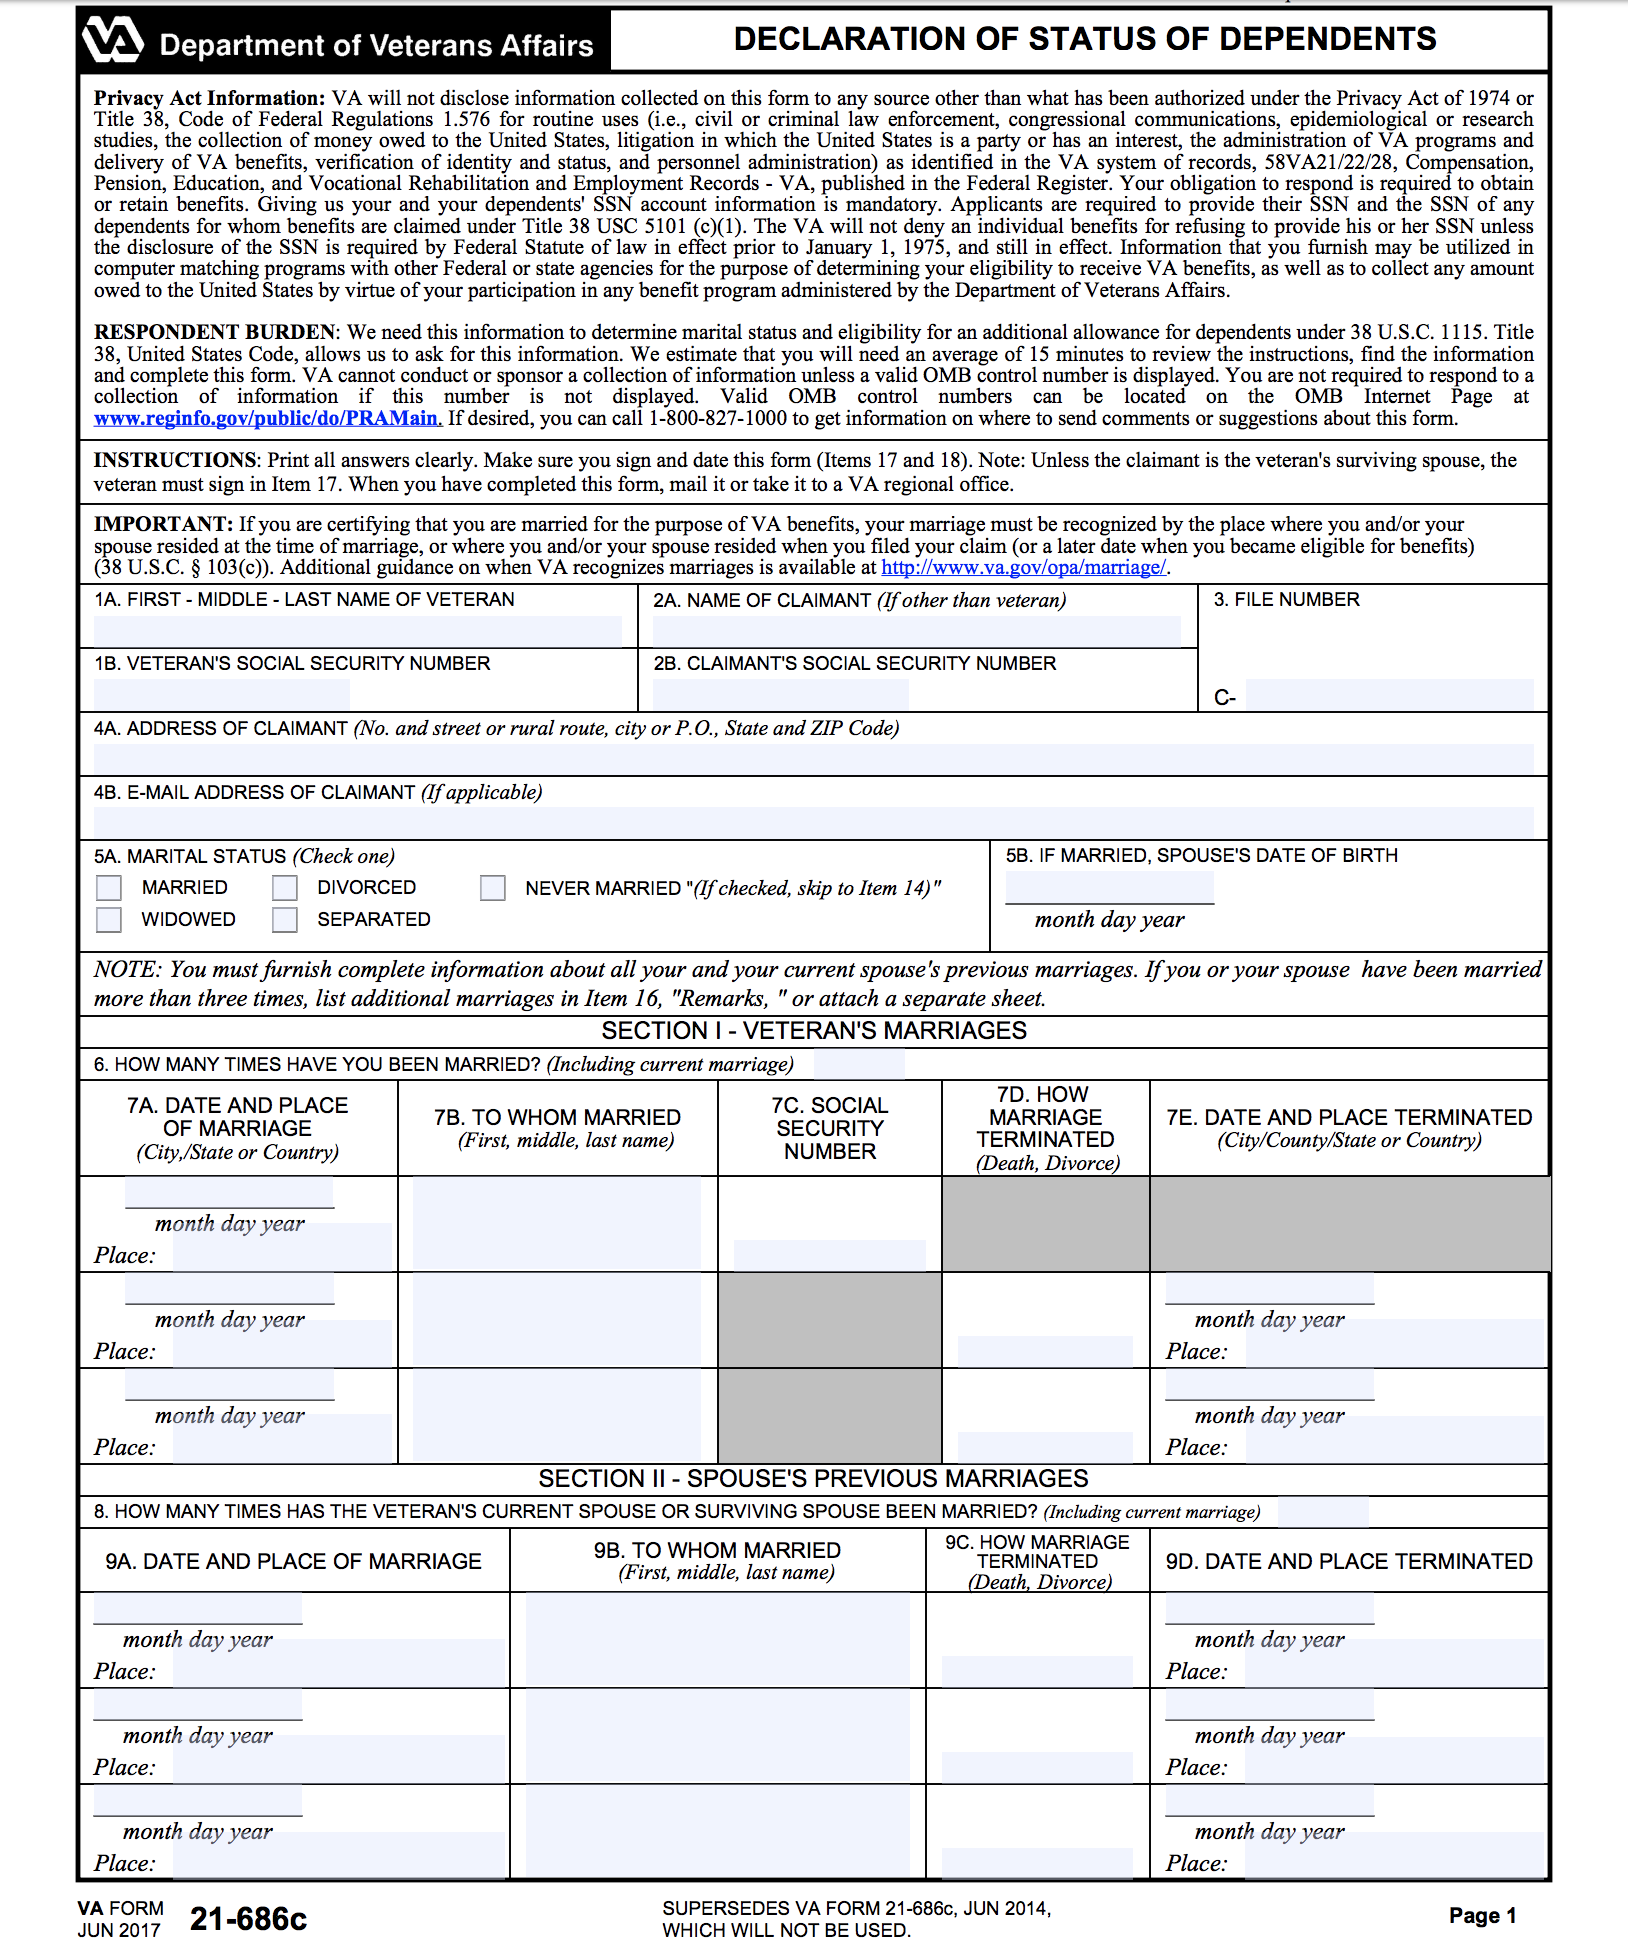 VA Department of Veterans Affairs
DECLARATION OF STATUS OF DEPENDENTS
Privacy Act Information: VA will not disclose information collected on this form to any source other than what has been authorized under the Privacy Act of 1974 or
Title 38, Code of Federal Regulations 1.576 for routine uses (i.e., civil or criminal law enforcement, congressional communications, epidemiological or research
studies, the collection of money owed to the United States, litigation in which the United States is a party or has an interest, the administration of VA programs and
delivery of VA benefits, verification of identity and status, and personnel administration) as identified in the VA system of records, 58VA21/22/28, Compensation,
Pension, Education, and Vocational Rehabilitation and Employment Records - VA, published in the Federal Register. Your obligation to respond is required to obtain
or retain benefits. Giving us your and your dependents' SSN account information is mandatory. Applicants are required to provide their SSN and the SSN of any
dependents for whom benefits are claimed under Title 38 USC 5101 (c)(1). The VA will not deny an individual benefits for refusing to provide his or her SSN unless
the disclosure of the SSN is required by Federal Statute of law in effect prior to January 1, 1975, and still in effect. Information that you furnish may be utilized in
computer matching programs with other Federal or state agencies for the purpose of determining your eligibility to receive VA benefits, as well as to collect any amount
owed to the United States by virtue of your participation in any benefit program administered by the Department of Veterans Affairs.
RESPONDENT BURDEN: We need this information to determine marital status and eligibility for an additional allowance for dependents under 38 U.S.C. 1115. Title
38, United States Code, allows us to ask for this information. We estimate that you will need an average of 15 minutes to review the instructions, find the information
and complete this form. VA cannot conduct or sponsor a collection of information unless a valid OMB control number is displayed. You are not required to respond to a
collection of information if this number is not displayed. Valid OMB control numbers can be located on the OMB Internet Page at
www.reginfo.gov/public/do/PRAMain. If desired, you can call 1-800-827-1000 to get information on where to send comments or suggestions about this form.
INSTRUCTIONS: Print all answers clearly. Make sure you sign and date this form (Items 17 and 18). Note: Unless the claimant is the veteran's surviving spouse, the
veteran must sign in Item 17. When you have completed this form, mail it or take it to a VA regional office.
IMPORTANT: If you are certifying that you are married for the purpose of VA benefits, your marriage must be recognized by the place where you and/or your
spouse resided at the time of marriage, or where you and/or your spouse resided when you filed your claim (or a later date when you became eligible for benefits)
(38 U.S.C. § 103(c)). Additional guidance on when VA recognizes marriages is available at http://www.va.gov/opa/marriage/.
1A. FIRST - MIDDLE - LAST NAME OF VETERAN
2A. NAME OF CLAIMANT (If other than veteran)
3. FILE NUMBER
1B. VETERAN'S SOCIAL SECURITY NUMBER
2B. CLAIMANT'S SOCIAL SECURITY NUMBER
C-
4A. ADDRESS OF CLAIMANT (No. and street or rural route, city or P.O., State and ZIP Code)
4B. E-MAIL ADDRESS OF CLAIMANT (If applicable)
5A. MARITAL STATUS (Check one)
MARRIED DIVORCED NEVER MARRIED "(If checked, skip to Item 14)"
WIDOWED SEPARATED
5B. IF MARRIED, SPOUSE'S DATE OF BIRTH
month day year
NOTE: You must furnish complete information about all your and your current spouse's previous marriages. If you or your spouse have been married
more than three times, list additional marriages in Item 16, "Remarks, " or attach a separate sheet.
SECTION I - VETERAN'S MARRIAGES
6. HOW MANY TIMES HAVE YOU BEEN MARRIED? (Including current marriage)
7A. DATE AND PLACE
OF MARRIAGE
(City,/State or Country)
7B. TO WHOM MARRIED
(First, middle, last name)
7C. SOCIAL
SECURITY
NUMBER
7D. HOW
MARRIAGE
TERMINATED
(Death, Divorce)
7E. DATE AND PLACE TERMINATED
(City/County/State or Country)
month day year
Place:
month day year
Place:
month day year
Place:
month day year
Place:
month day year
Place:
SECTION II - SPOUSE'S PREVIOUS MARRIAGES
8. HOW MANY TIMES HAS THE VETERAN'S CURRENT SPOUSE OR SURVIVING SPOUSE BEEN MARRIED? (Including current marriage)
9A. DATE AND PLACE OF MARRIAGE
9B. TO WHOM MARRIED
(First, middle, last name)
9C. HOW MARRIAGE
TERMINATED
(Death, Divorce)
9D. DATE AND PLACE TERMINATED
month day year
Place:
month day year
Place:
month day year
Place:
month day year
Place:
month day year
Place:
month day year
Place:
VA FORM
JUN 2017
21-686c
SUPERSEDES VA FORM 21-686c, JUN 2014,
WHICH WILL NOT BE USED.
Page 1